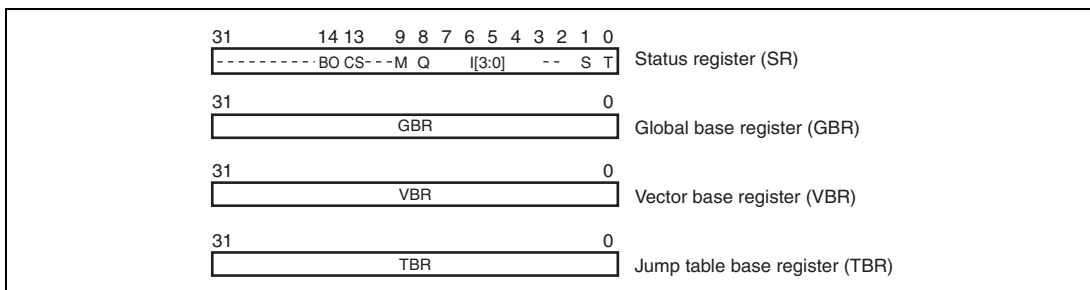 31 14 13 9 8 7 6 5 4 3 2 1 0
---------- BO CS---M Q I[3:0] -- S T Status register (SR)
31 0
GBR Global base register (GBR)
31 0
VBR Vector base register (VBR)
31 0
TBR Jump table base register (TBR)